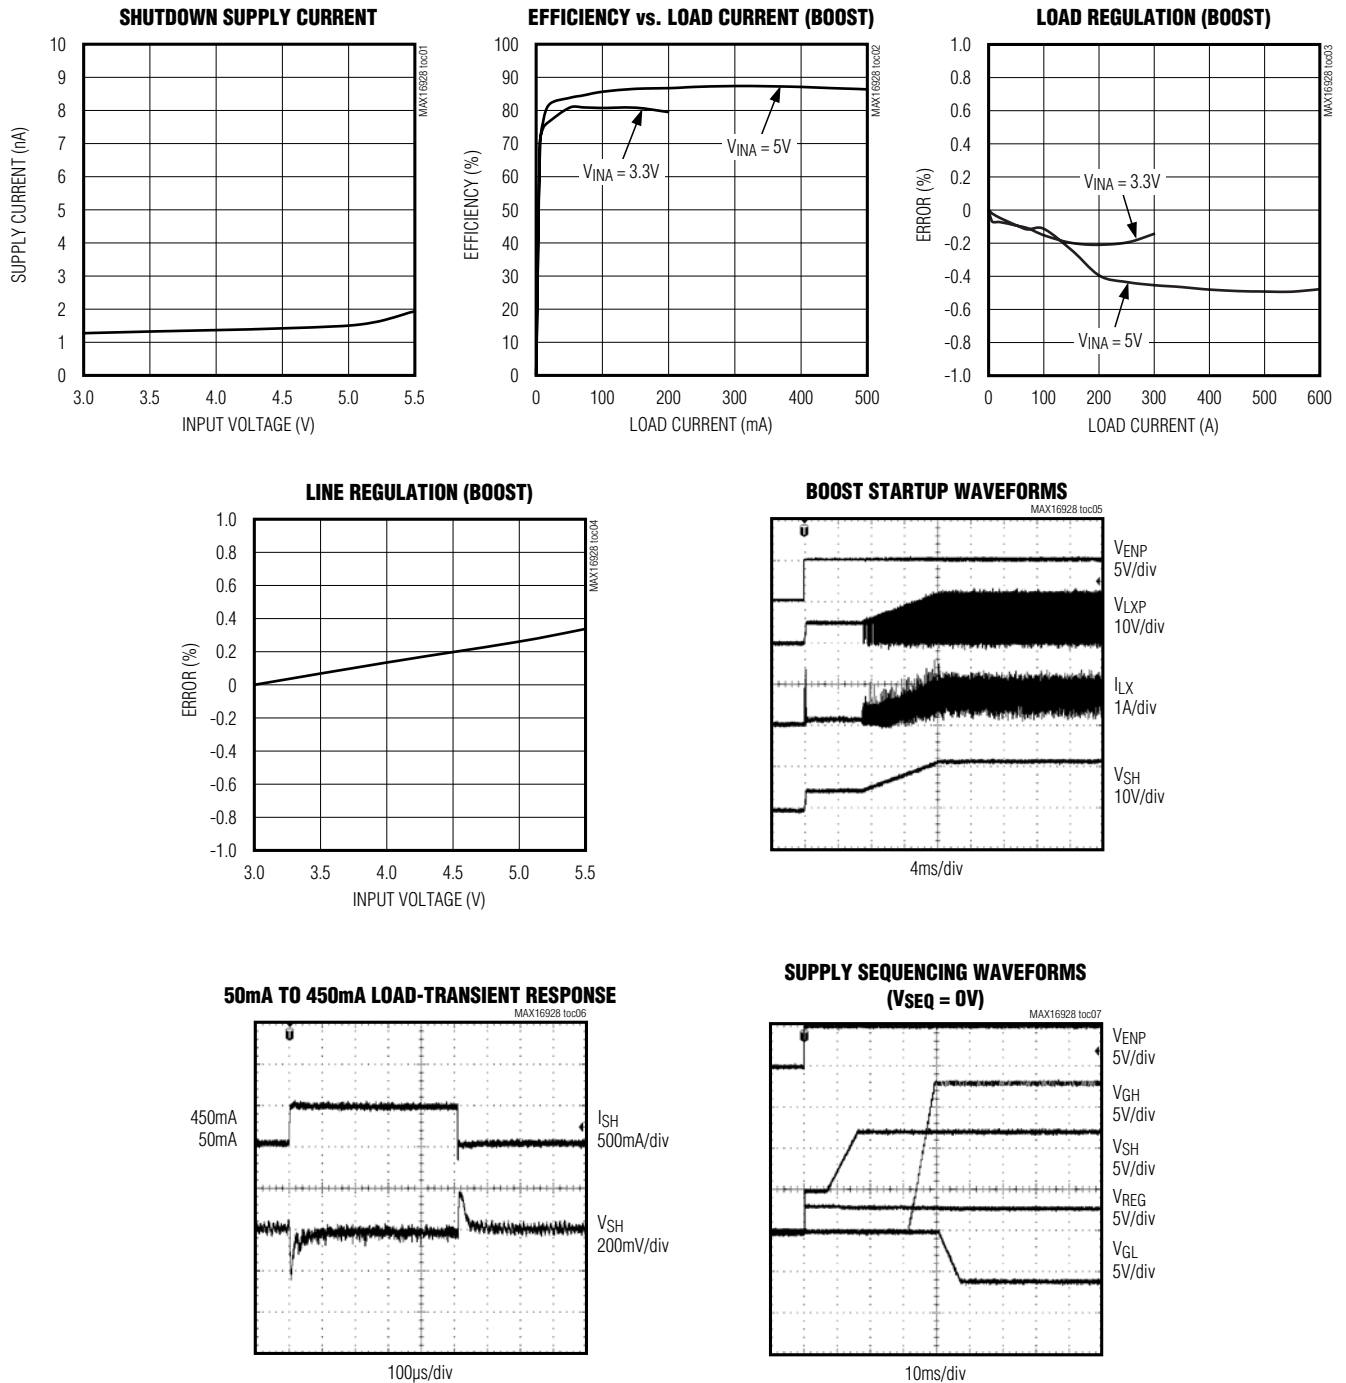 SHUTDOWN SUPPLY CURRENT
MAX16928 toc01
SUPPLY CURRENT (nA)
10
9
8
7
6
5
4
3
2
1
0
3.0 3.5 4.0 4.5 5.0 5.5
INPUT VOLTAGE (V)
EFFICIENCY vs. LOAD CURRENT (BOOST)
MAX16928 toc02
EFFICIENCY (%)
100
90
80
70
60
50
40
30
20
10
0
VINA = 3.3V
VINA = 5V
0 100 200 300 400 500
LOAD CURRENT (mA)
LOAD REGULATION (BOOST)
MAX16928 toc03
ERROR (%)
1.0
0.8
0.6
0.4
0.2
0
-0.2
-0.4
-0.6
-0.8
-1.0
VINA = 3.3V
VINA = 5V
0 100 200 300 400 500 600
LOAD CURRENT (A)
LINE REGULATION (BOOST)
MAX16928 toc04
ERROR (%)
1.0
0.8
0.6
0.4
0.2
0
-0.2
-0.4
-0.6
-0.8
-1.0
3.0 3.5 4.0 4.5 5.0 5.5
INPUT VOLTAGE (V)
BOOST STARTUP WAVEFORMS
MAX16928 toc05
VENP
5V/div
VLXP
10V/div
ILX
1A/div
VSH
10V/div
4ms/div
50mA TO 450mA LOAD-TRANSIENT RESPONSE
MAX16928 toc06
450mA
50mA
ISH
500mA/div
VSH
200mV/div
100µs/div
SUPPLY SEQUENCING WAVEFORMS
(VSEQ = 0V)
MAX16928 toc07
VENP
5V/div
VGH
5V/div
VSH
5V/div
VREG
5V/div
VGL
5V/div
10ms/div